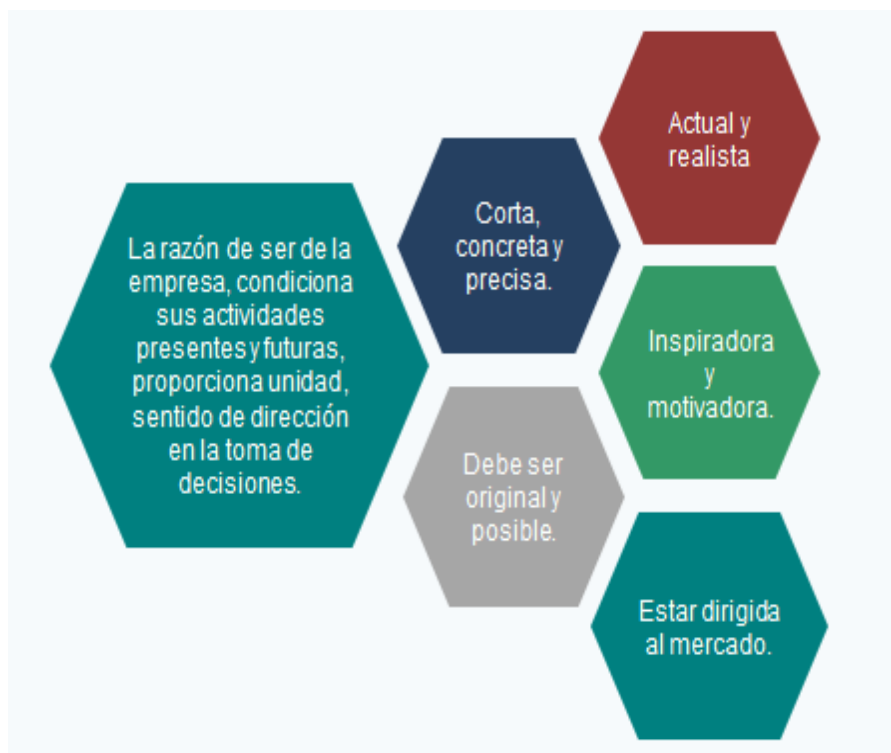 La razón de ser de la
empresa, condiciona
sus actividades
presentes y futuras,
proporciona unidad,
sentido de dirección
en la toma de
decisiones.
Corta,
concreta y
precisa.
Debe ser
original y
posible.
Actual y
realista
Inspiradora
y
motivadora.
Estar dirigida
al mercado.